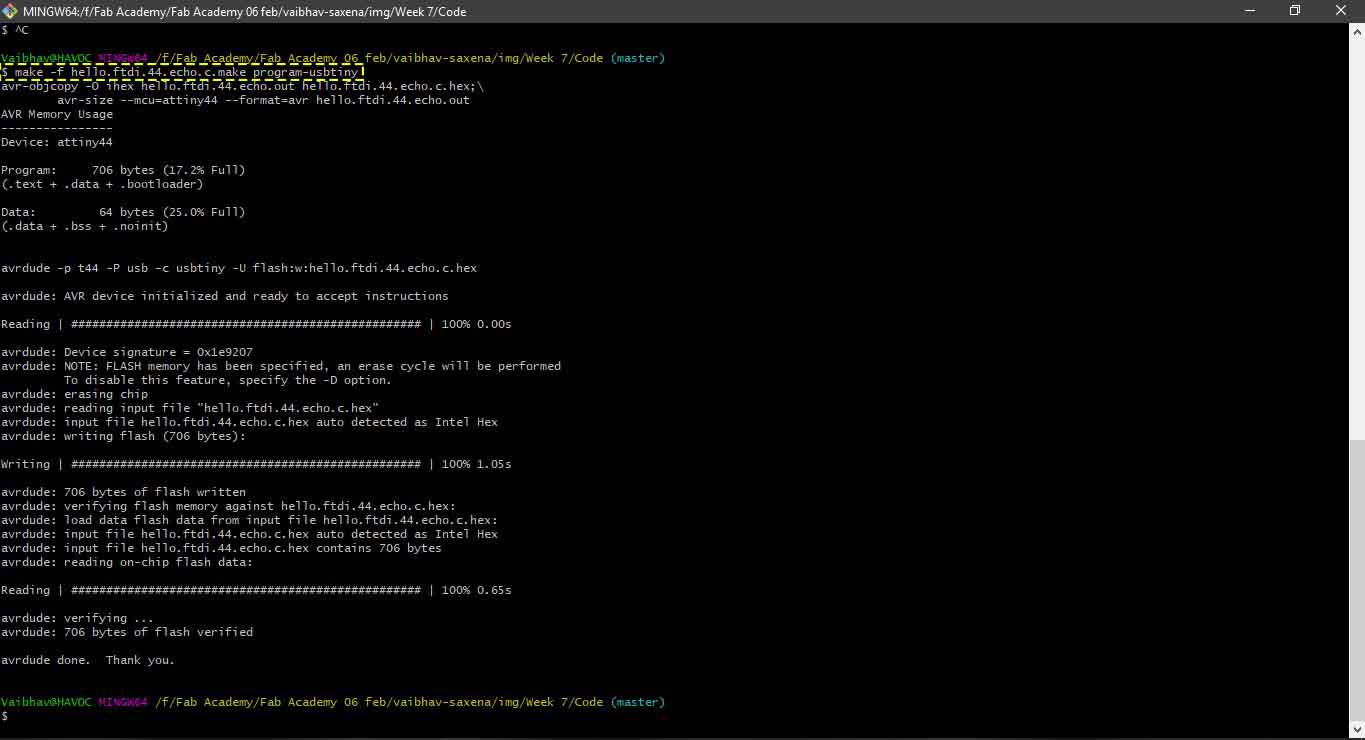 MINGW64:/f/Fab Academy/Fab Academy 06 feb/vaibhav-saxena/img/Week 7/Code
$ ^C
Vaibhav@HAVOC MINGW64 /f/Fab Academy/Fab Academy 06 feb/vaibhav-saxena/img/Week 7/Code (master)
$ make -f hello.ftdi.44.echo.c.make program-usbtiny
avr-objcopy -O ihex hello.ftdi.44.echo.out hello.ftdi.44.echo.c.hex;\
avr-size --mcu=attiny44 --format=avr hello.ftdi.44.echo.out
AVR Memory Usage
----------------
Device: attiny44
Program:     706 bytes (17.2% Full)
(.text + .data + .bootloader)
Data:         64 bytes (25.0% Full)
(.data + .bss + .noinit)
avrdude -p t44 -P usb -c usbtiny -U flash:w:hello.ftdi.44.echo.c.hex
avrdude: AVR device initialized and ready to accept instructions
Reading | ################################################## | 100% 0.00s
avrdude: Device signature = 0x1e9207
avrdude: NOTE: FLASH memory has been specified, an erase cycle will be performed
To disable this feature, specify the -D option.
avrdude: erasing chip
avrdude: reading input file "hello.ftdi.44.echo.c.hex"
avrdude: input file hello.ftdi.44.echo.c.hex auto detected as Intel Hex
avrdude: writing flash (706 bytes):
Writing | ################################################## | 100% 1.05s
avrdude: 706 bytes of flash written
avrdude: verifying flash memory against hello.ftdi.44.echo.c.hex:
avrdude: load data flash data from input file hello.ftdi.44.echo.c.hex:
avrdude: input file hello.ftdi.44.echo.c.hex auto detected as Intel Hex
avrdude: input file hello.ftdi.44.echo.c.hex contains 706 bytes
avrdude: reading on-chip flash data:
Reading | ################################################## | 100% 0.65s
avrdude: verifying ...
avrdude: 706 bytes of flash verified
avrdude done.  Thank you.
Vaibhav@HAVOC MINGW64 /f/Fab Academy/Fab Academy 06 feb/vaibhav-saxena/img/Week 7/Code (master)
$